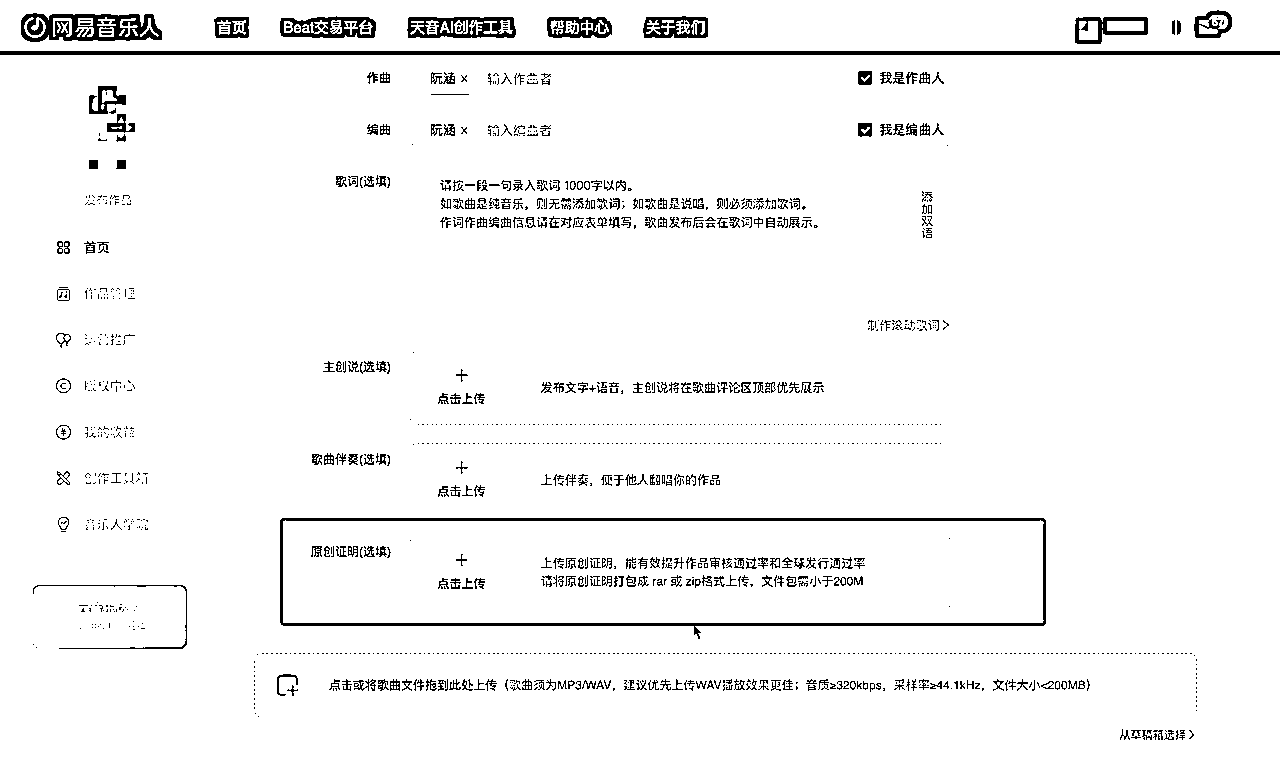 网易音乐人
首页
Beat交易平台
天音AI创作工具
帮助中心
关于我们
作曲
阮涵 ×
输入作曲者
我是作曲人
编曲
阮涵 ×
输入编曲者
我是编曲人
歌词(选填)
请按一段一句录入歌词 1000字以内。
如歌曲是纯音乐，则无需添加歌词；如歌曲是说唱，则必须添加歌词。
作词作曲编曲信息请在对应表单填写，歌曲发布后会在歌词中自动展示。
添加双语
制作滚动歌词>
发布作品
首页
作品管理
运营推广
版权中心
我的收益
创作工具箱
音乐人学院
主创说(选填)
点击上传
发布文字+语音，主创说将在歌曲评论区顶部优先展示
歌曲伴奏(选填)
点击上传
上传伴奏，便于他人翻唱你的作品
原创证明(选填)
点击上传
上传原创证明，能有效提升作品审核通过率和全球发行通过率
请将原创证明打包成 rar 或 zip格式上传，文件包需小于200M
点击或将歌曲文件拖到此处上传（歌曲须为MP3/WAV，建议优先上传WAV播放效果更佳；音质≥320kbps，采样率≥44.1kHz，文件大小<200MB）
从草稿箱选择>